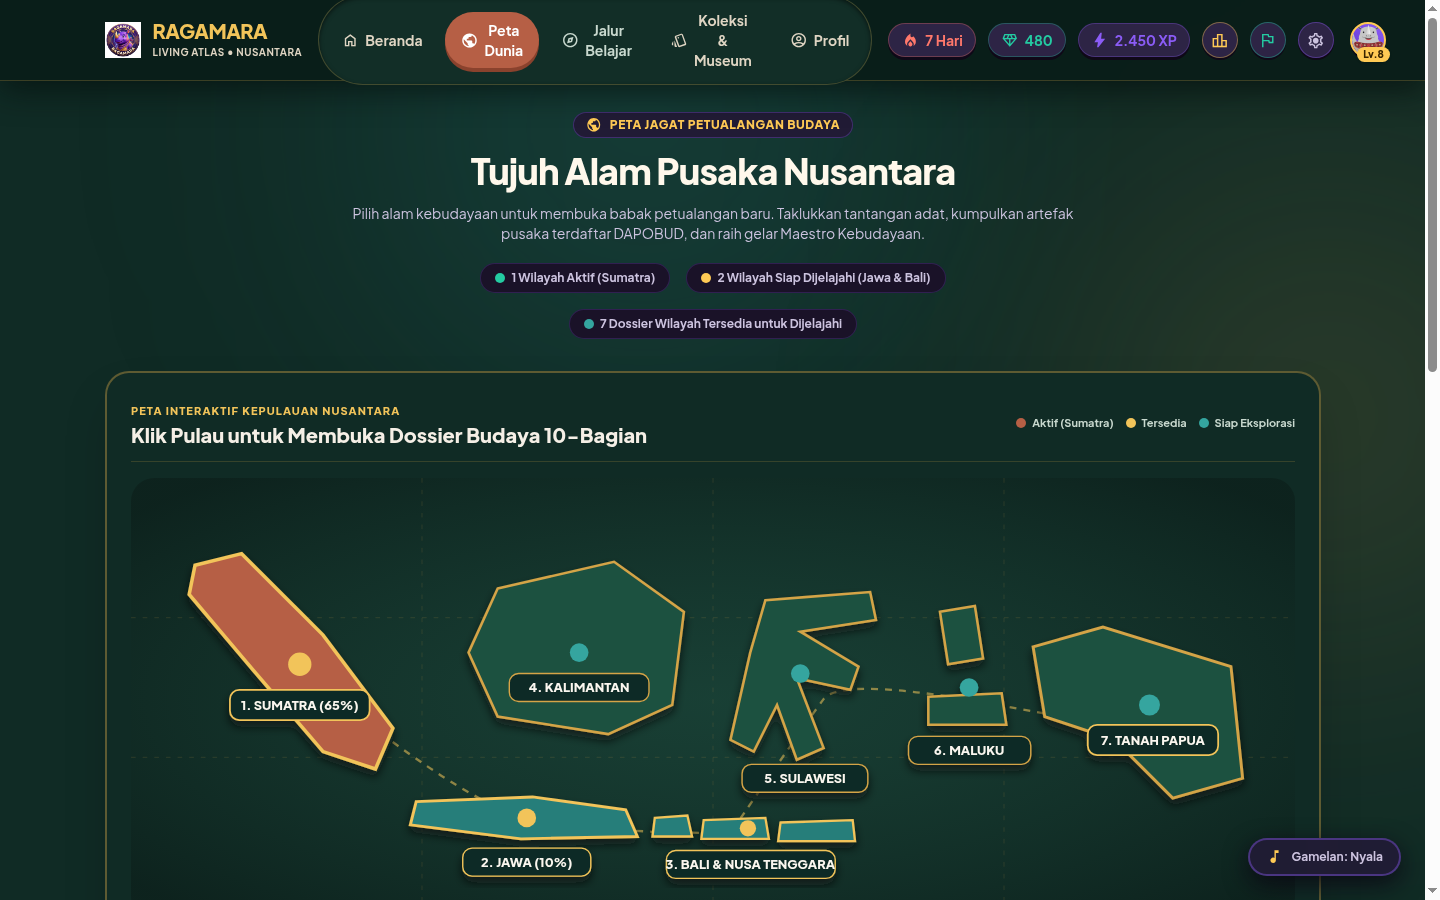 RAGAMARA
LIVING ATLAS • NUSANTARA
Beranda
Peta
Dunia
Jalur
Belajar
Koleksi
&
Museum
Profil
7 Hari
480
2.450 XP
Lv.8
PETA JAGAT PETUALANGAN BUDAYA
Tujuh Alam Pusaka Nusantara
Pilih alam kebudayaan untuk membuka babak petualangan baru. Taklukkan tantangan adat, kumpulkan artefak
pusaka terdaftar DAPOBUD, dan raih gelar Maestro Kebudayaan.
1 Wilayah Aktif (Sumatra)
2 Wilayah Siap Dijelajahi (Jawa & Bali)
7 Dossier Wilayah Tersedia untuk Dijelajahi
PETA INTERAKTIF KEPULAUAN NUSANTARA
Klik Pulau untuk Membuka Dossier Budaya 10-Bagian
Aktif (Sumatra)
Tersedia
Siap Eksplorasi
1. SUMATRA (65%)
4. KALIMANTAN
5. SULAWESI
6. MALUKU
7. TANAH PAPUA
2. JAWA (10%)
3. BALI & NUSA TENGGARA
Gamelan: Nyala